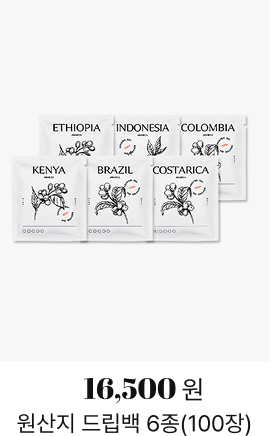 ETHIOPIA
INDONESIA
COLOMBIA
KENYA
BRAZIL
COSTARICA
16,500 원
원산지 드립백 6종(100장)